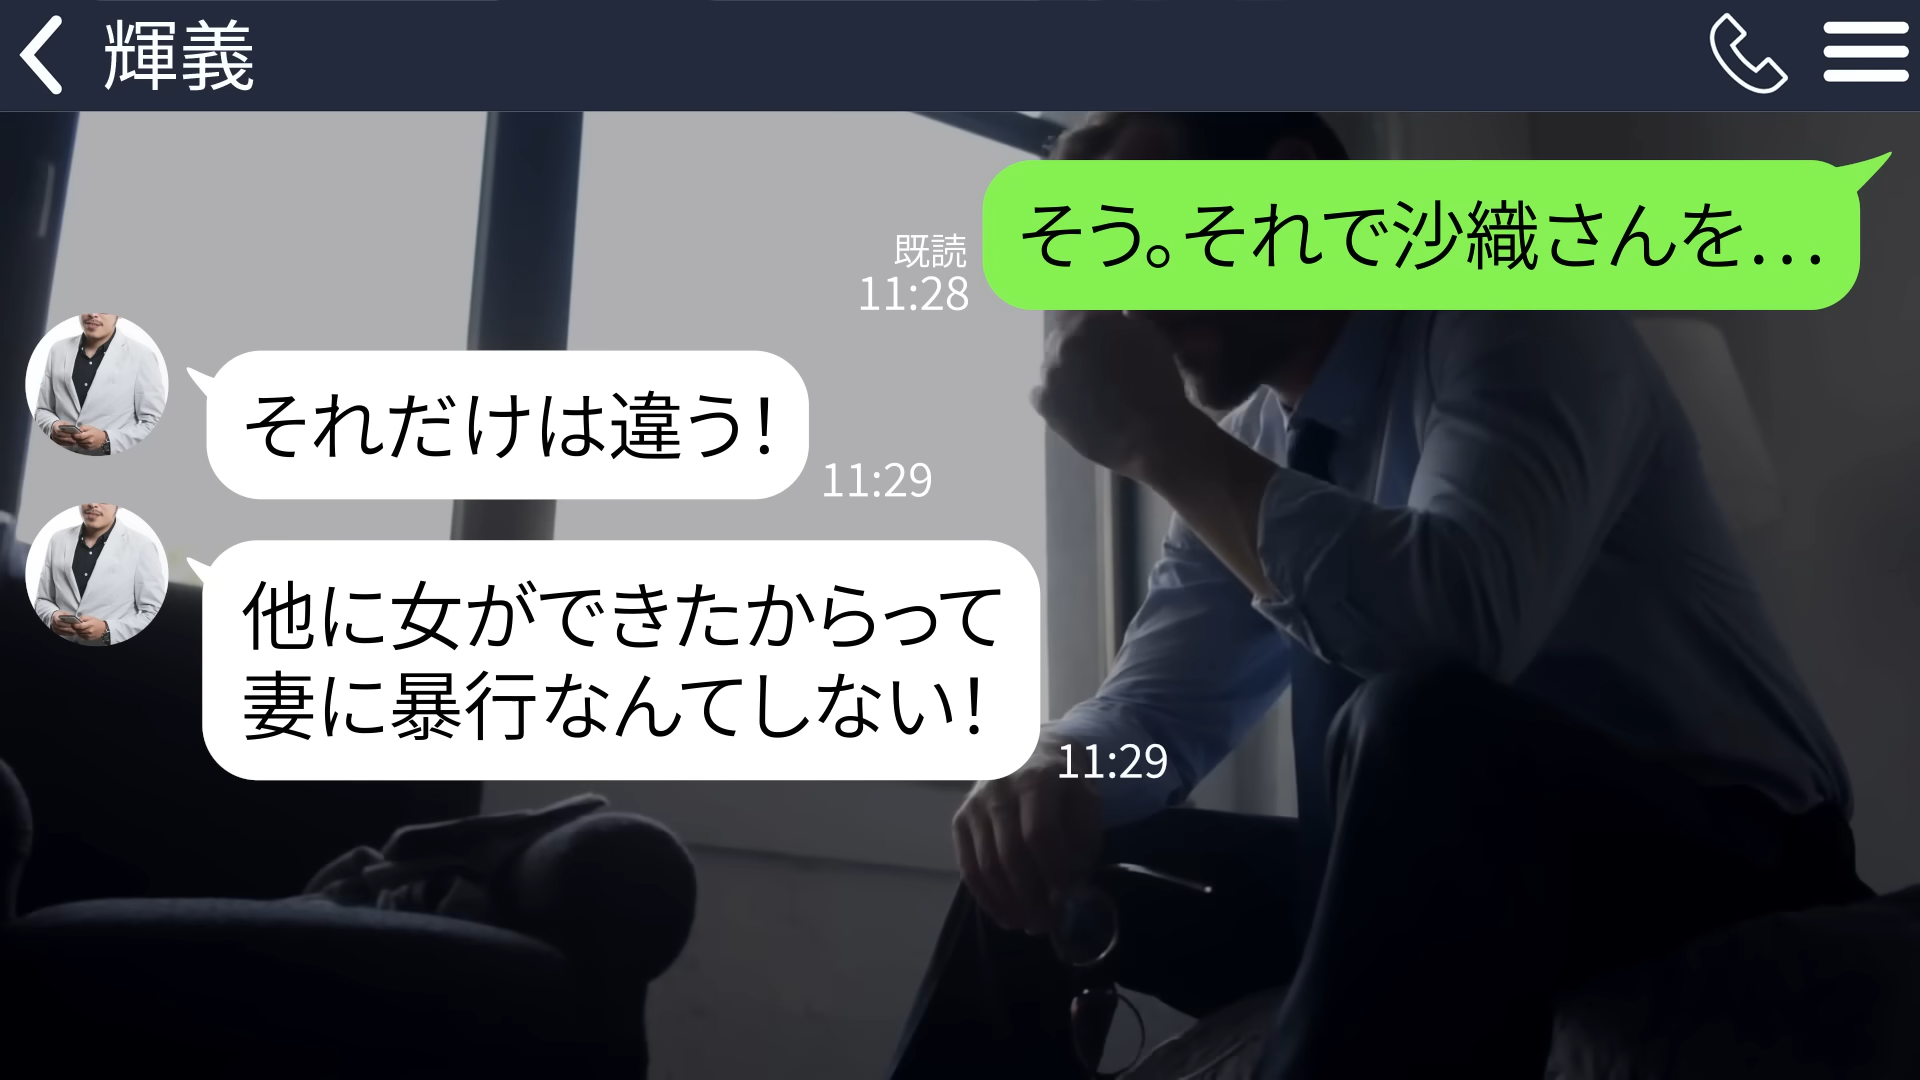 輝義
そう。それで沙織さんを…
既読
11:28
それだけは違う!
11:29
他に女ができたからって
妻に暴行なんてしない!
11:29